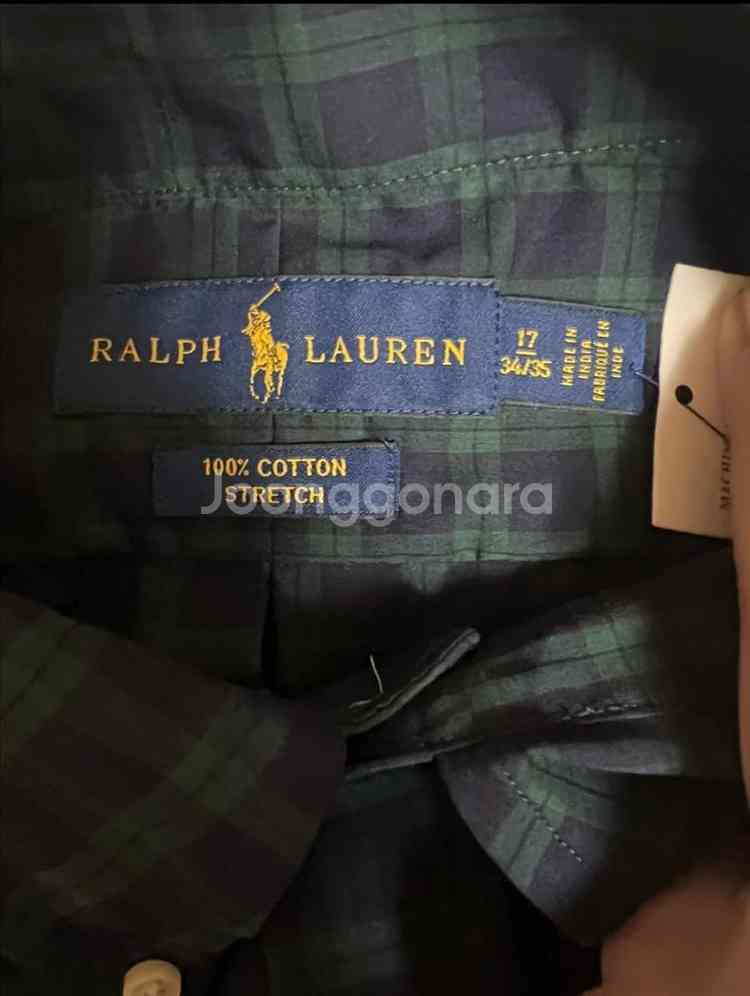 RALPH LAUREN
17
34/35
MADE IN
INDIA
FABRIQUÉ EN
INDE
100% COTTON
STRETCH
Joonggonara